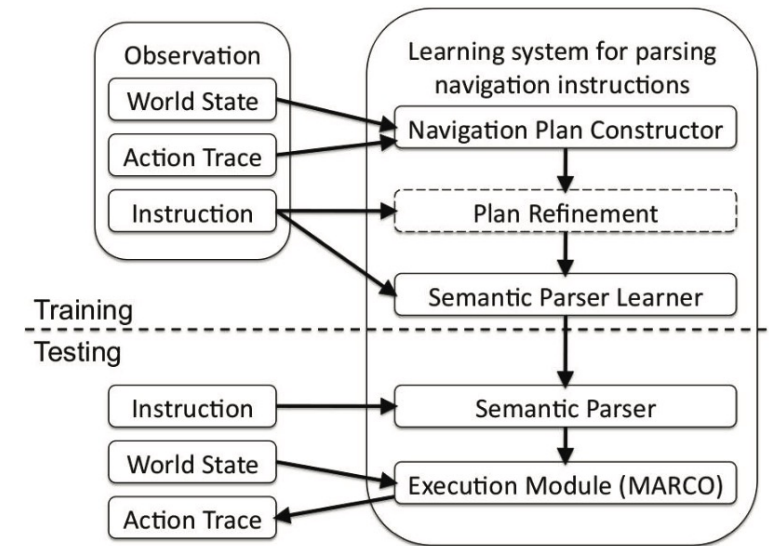 Observation
World State
Action Trace
Instruction
Learning system for parsing
navigation instructions
Navigation Plan Constructor
Plan Refinement
Semantic Parser Learner
Training
Testing
Instruction
World State
Action Trace
Semantic Parser
Execution Module (MARCO)